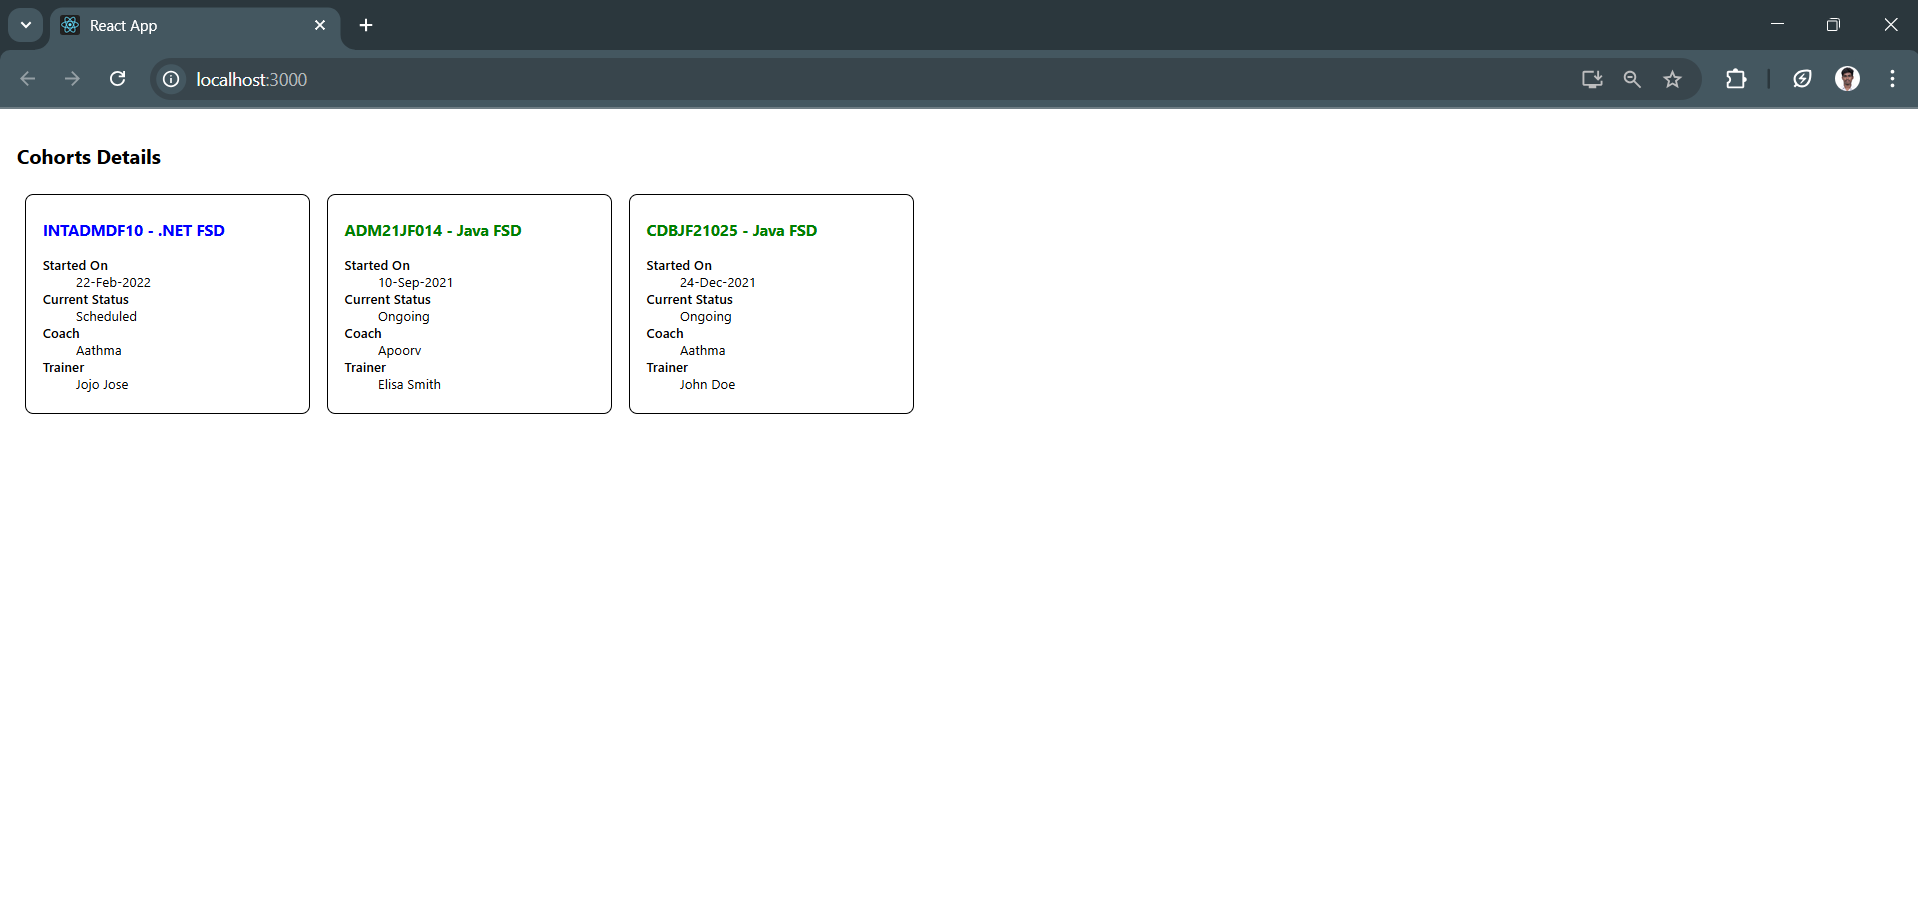 React App
localhost:3000
Cohorts Details
INTADMDF10 - .NET FSD
Started On
22-Feb-2022
Current Status
Scheduled
Coach
Aathma
Trainer
Jojo Jose
ADM21JF014 - Java FSD
Started On
10-Sep-2021
Current Status
Ongoing
Coach
Apoorv
Trainer
Elisa Smith
CDBJF21025 - Java FSD
Started On
24-Dec-2021
Current Status
Ongoing
Coach
Aathma
Trainer
John Doe